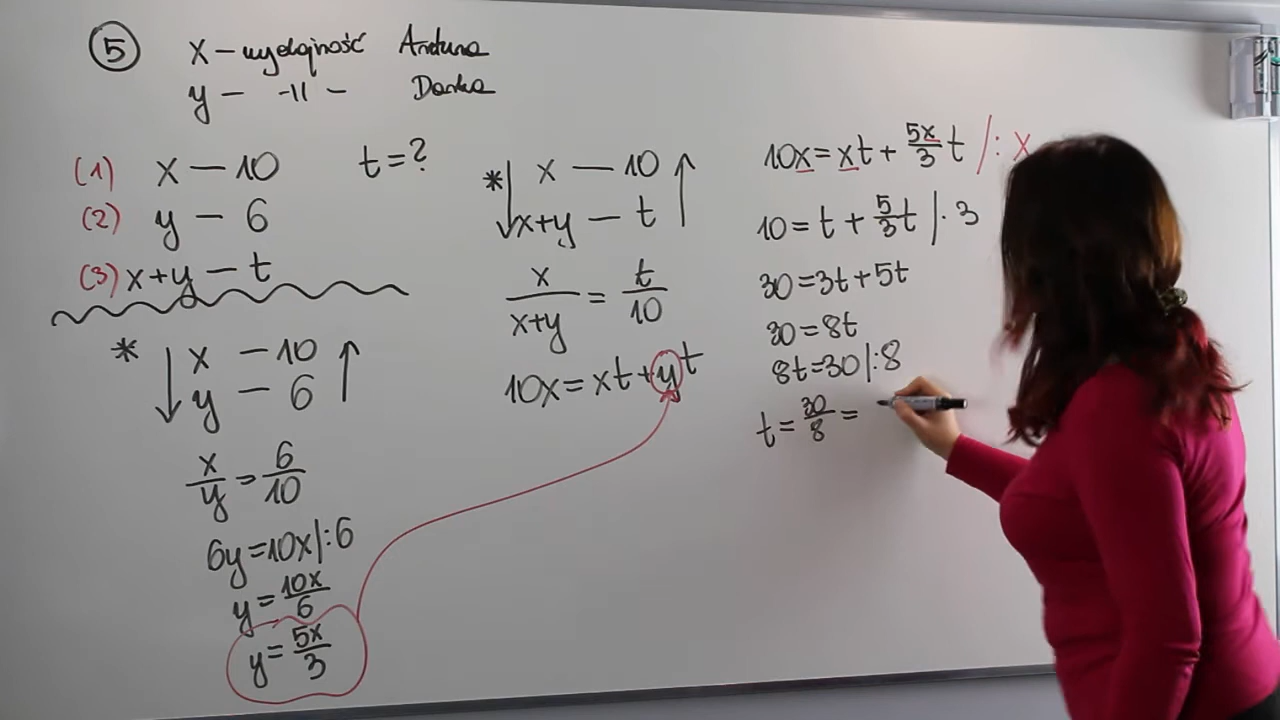 5 x – wydajność Artura
y – -11- Darka
(1) x – 10 t = ?
(2) y – 6
(3) x+y – t
* x – 10
y – 6
x/y = 6/10
6y = 10x /:6
y = 10x/6
y = 5x/3
* x – 10
x+y – t
x/(x+y) = t/10
10x = xt + yt
10x = xt + 5x/3 t /: x
10 = t + 5/3 t /· 3
30 = 3t + 5t
30 = 8t
8t = 30 /:8
t = 30/8 =